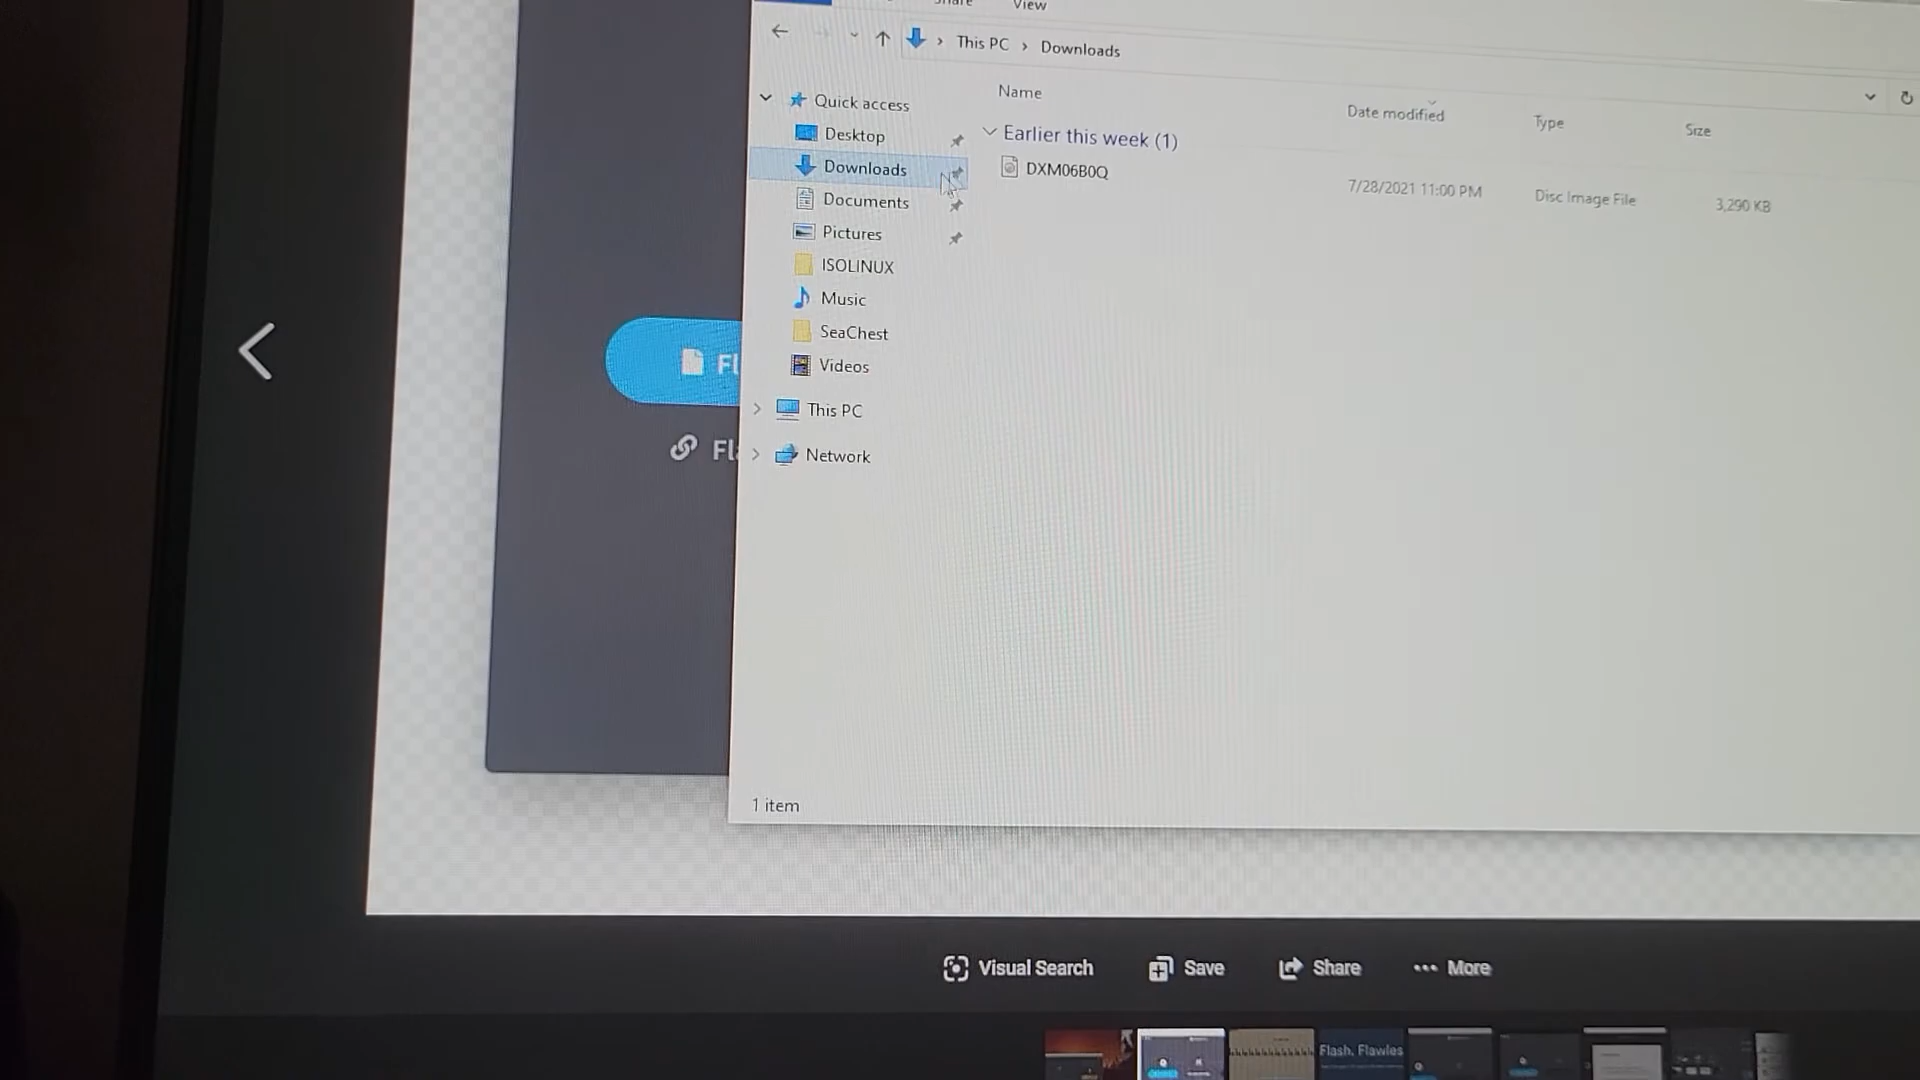 View
This PC › Downloads
Quick access
Desktop
Downloads
Documents
Pictures
ISOLINUX
Music
SeaChest
Videos
This PC
Network
Name
Date modified
Type
Size
Earlier this week (1)
DXM06B0Q
7/28/2021 11:00 PM
Disc Image File
3,290 KB
Fl
Fl
1 item
Visual Search
Save
Share
More
Flash. Flawles